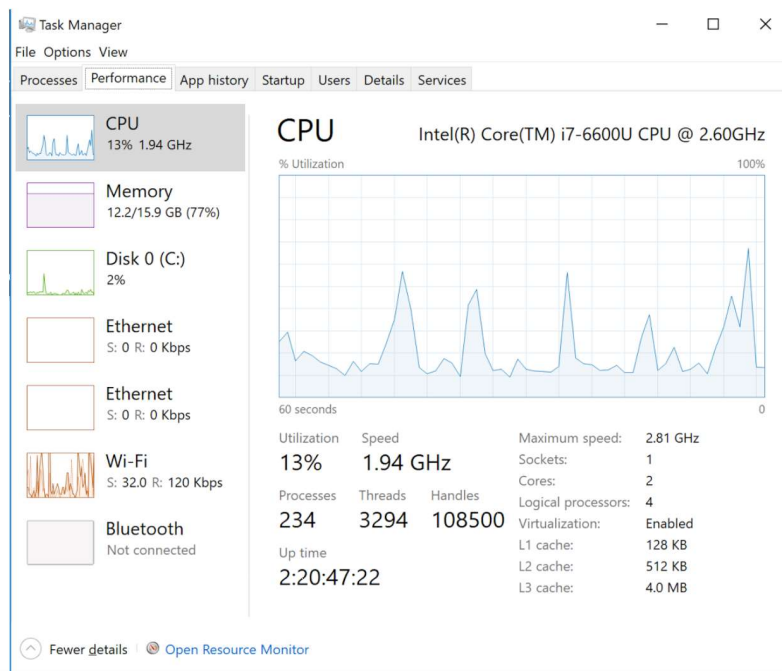 Task Manager
File Options View
Processes Performance App history Startup Users Details Services
CPU
13% 1.94 GHz
Memory
12.2/15.9 GB (77%)
Disk 0 (C:)
2%
Ethernet
S: 0 R: 0 Kbps
Ethernet
S: 0 R: 0 Kbps
Wi-Fi
S: 32.0 R: 120 Kbps
Bluetooth
Not connected
CPU Intel(R) Core(TM) i7-6600U CPU @ 2.60GHz
% Utilization 100%
60 seconds 0
Utilization Speed
13% 1.94 GHz
Processes Threads Handles
234 3294 108500
Up time
2:20:47:22
Maximum speed: 2.81 GHz
Sockets: 1
Cores: 2
Logical processors: 4
Virtualization: Enabled
L1 cache: 128 KB
L2 cache: 512 KB
L3 cache: 4.0 MB
Fewer details Open Resource Monitor